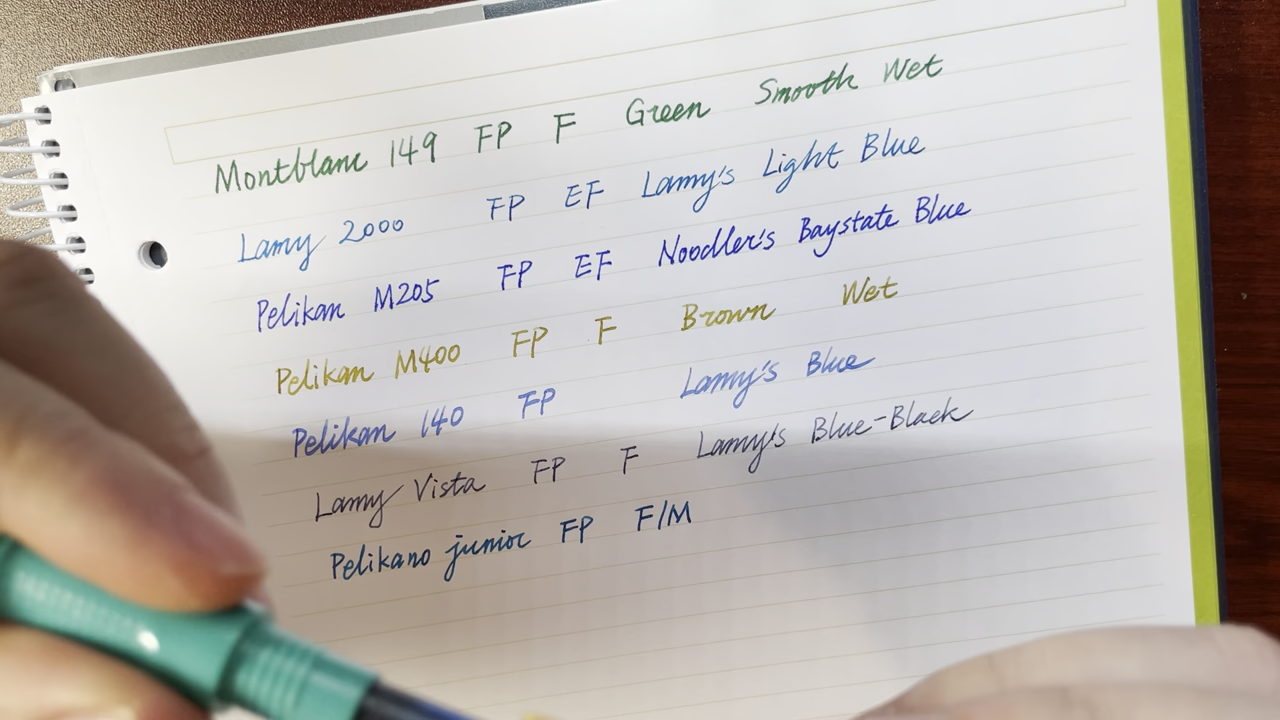 Montblanc 149 FP F Green Smooth Wet
Lamy 2000 FP EF Lamy's Light Blue
Pelikan M205 FP EF Noodler's Baystate Blue
Pelikan M400 FP F Brown Wet
Pelikan 140 FP Lamy's Blue
Lamy Vista FP F Lamy's Blue-Black
Pelikano junior FP F/M